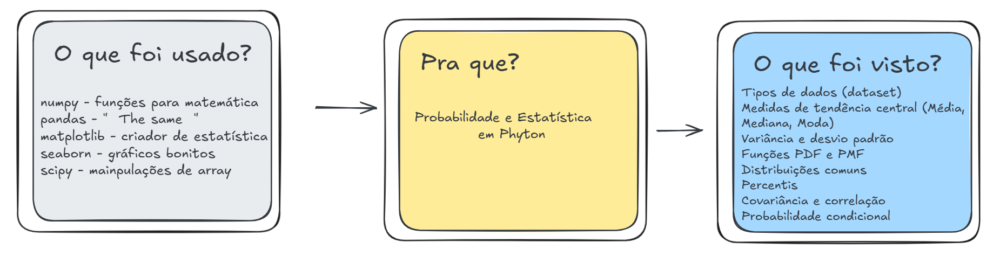 O que foi usado?
numpy - funções para matemática
pandas - " The same "
matplotlib - criador de estatística
seaborn - gráficos bonitos
scipy - mainpulações de array
Pra que?
Probabilidade e Estatística
em Phyton
O que foi visto?
Tipos de dados (dataset)
Medidas de tendência central (Média,
Mediana, Moda)
Variância e desvio padrão
Funções PDF e PMF
Distribuições comuns
Percentis
Covariância e correlação
Probabilidade condicional